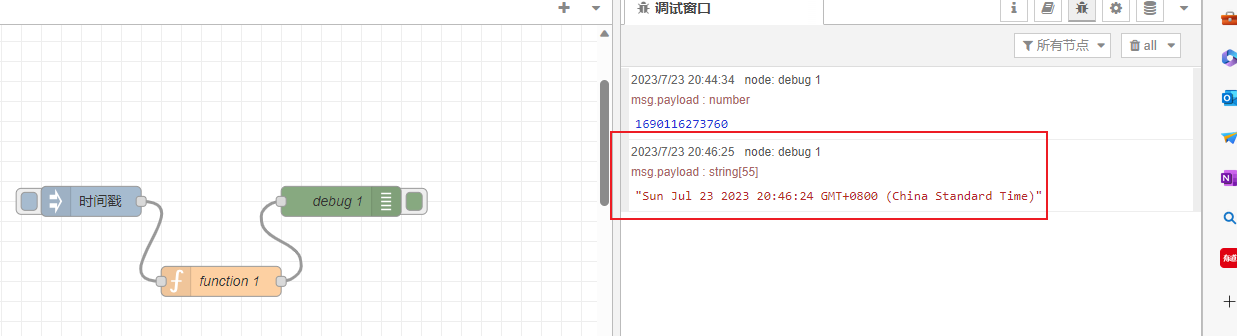 调试窗口
所有节点
all
2023/7/23 20:44:34 node: debug 1
msg.payload : number
1690116273760
2023/7/23 20:46:25 node: debug 1
msg.payload : string[55]
"Sun Jul 23 2023 20:46:24 GMT+0800 (China Standard Time)"
时间戳
debug 1
function 1